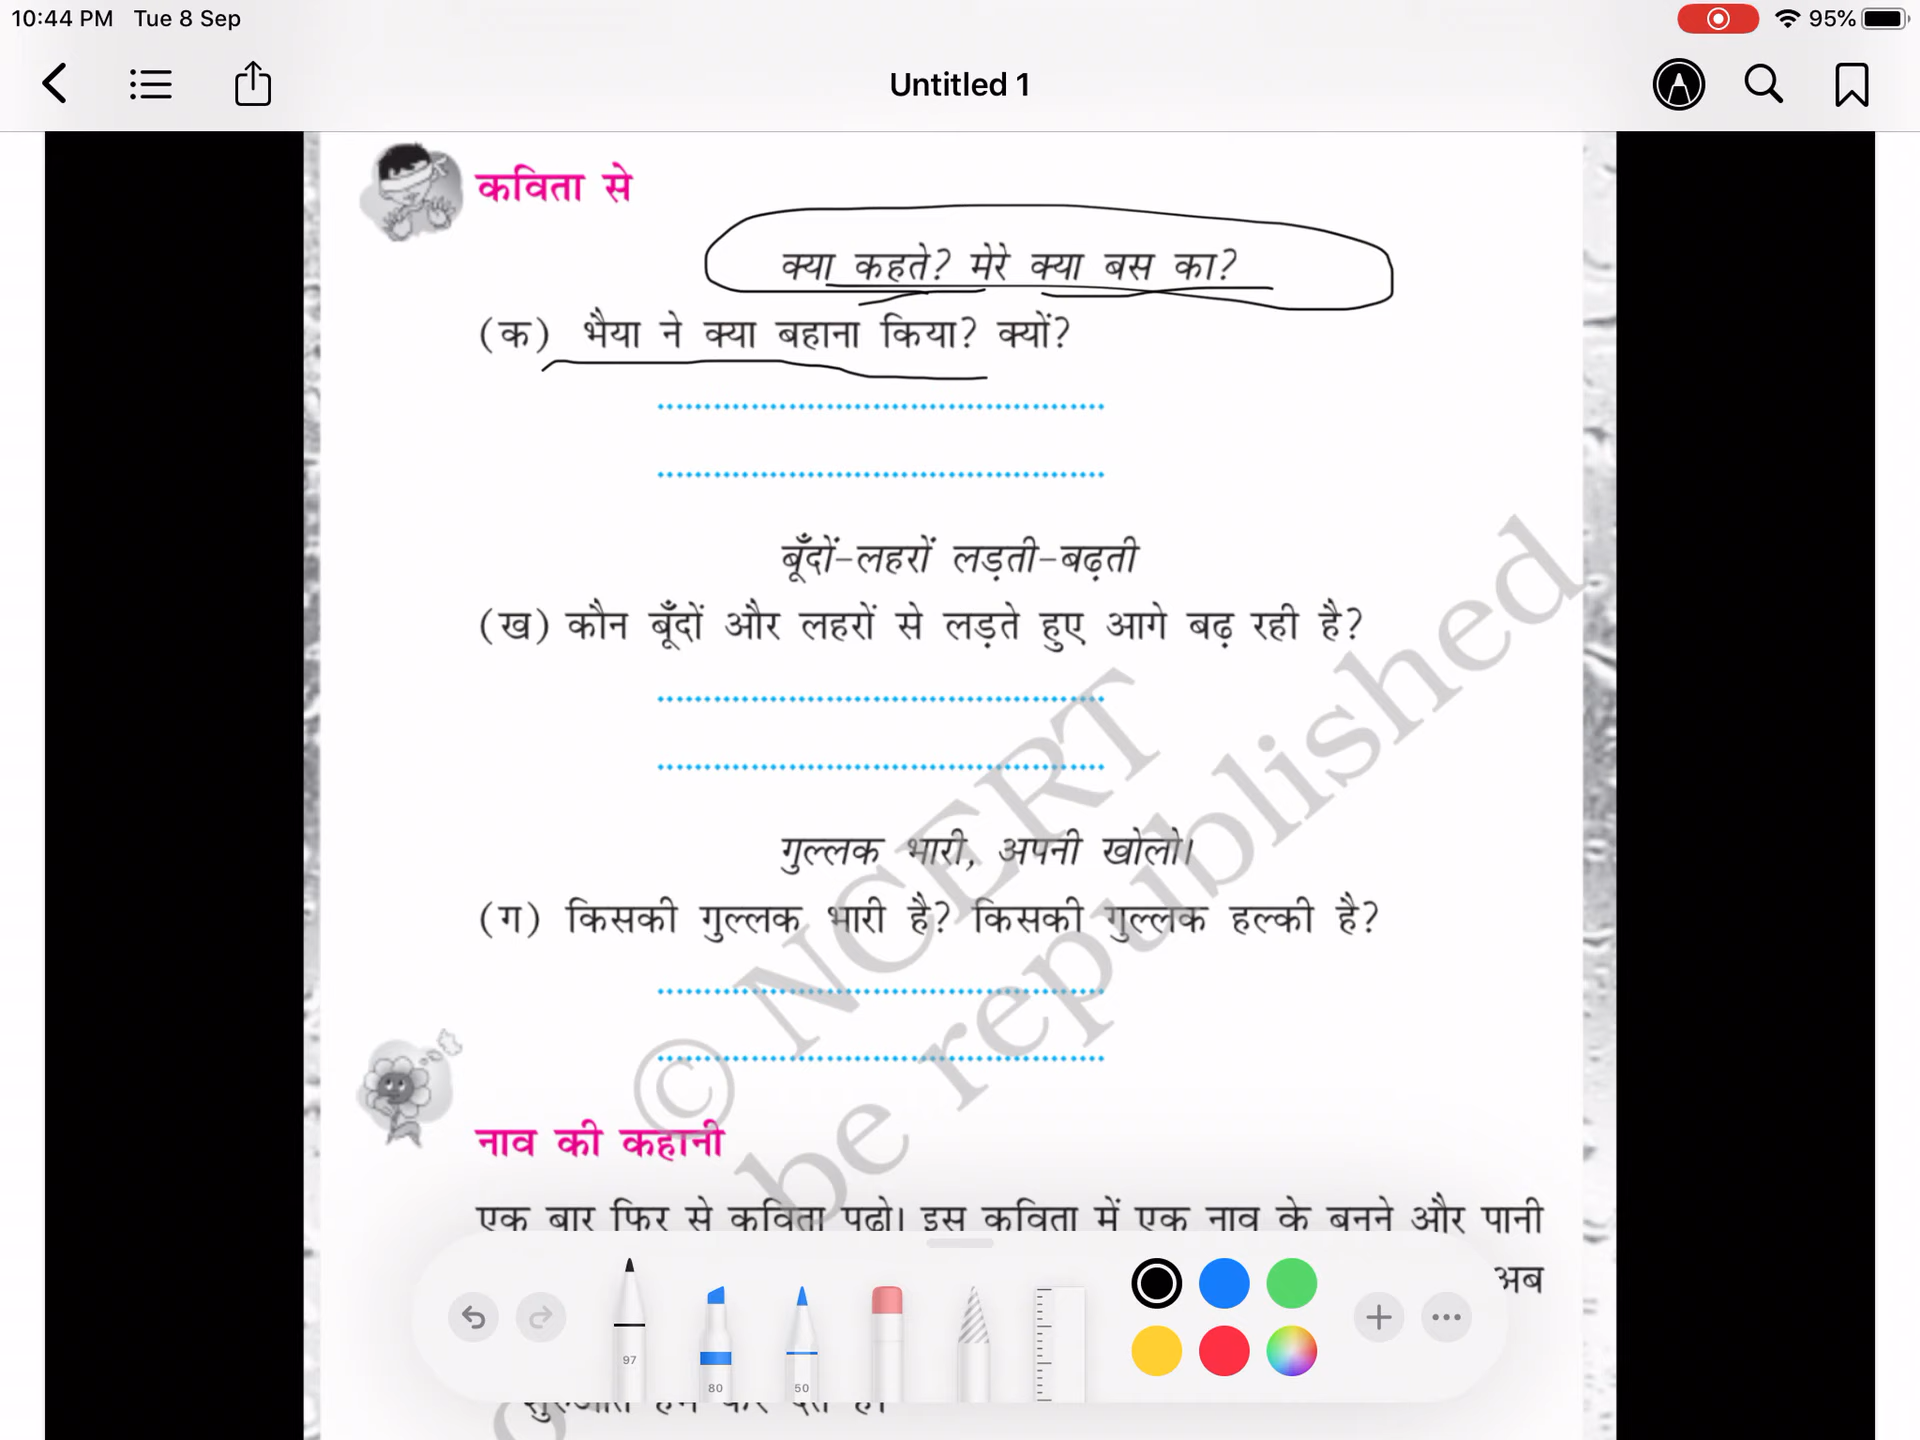 10:44 PM Tue 8 Sep
95%
Untitled 1
कविता से
क्या कहते? मेरे क्या बस का?
(क) भैया ने क्या बहाना किया? क्यों?
बूँदों-लहरों लड़ती-बढ़ती
(ख) कौन बूँदों और लहरों से लड़ते हुए आगे बढ़ रही है?
गुल्लक भारी, अपनी खोलो।
(ग) किसकी गुल्लक भारी है? किसकी गुल्लक हल्की है?
© NCERT
be republished
नाव की कहानी
एक बार फिर से कविता पढ़ो। इस कविता में एक नाव के बनने और पानी
अब
97
80
50